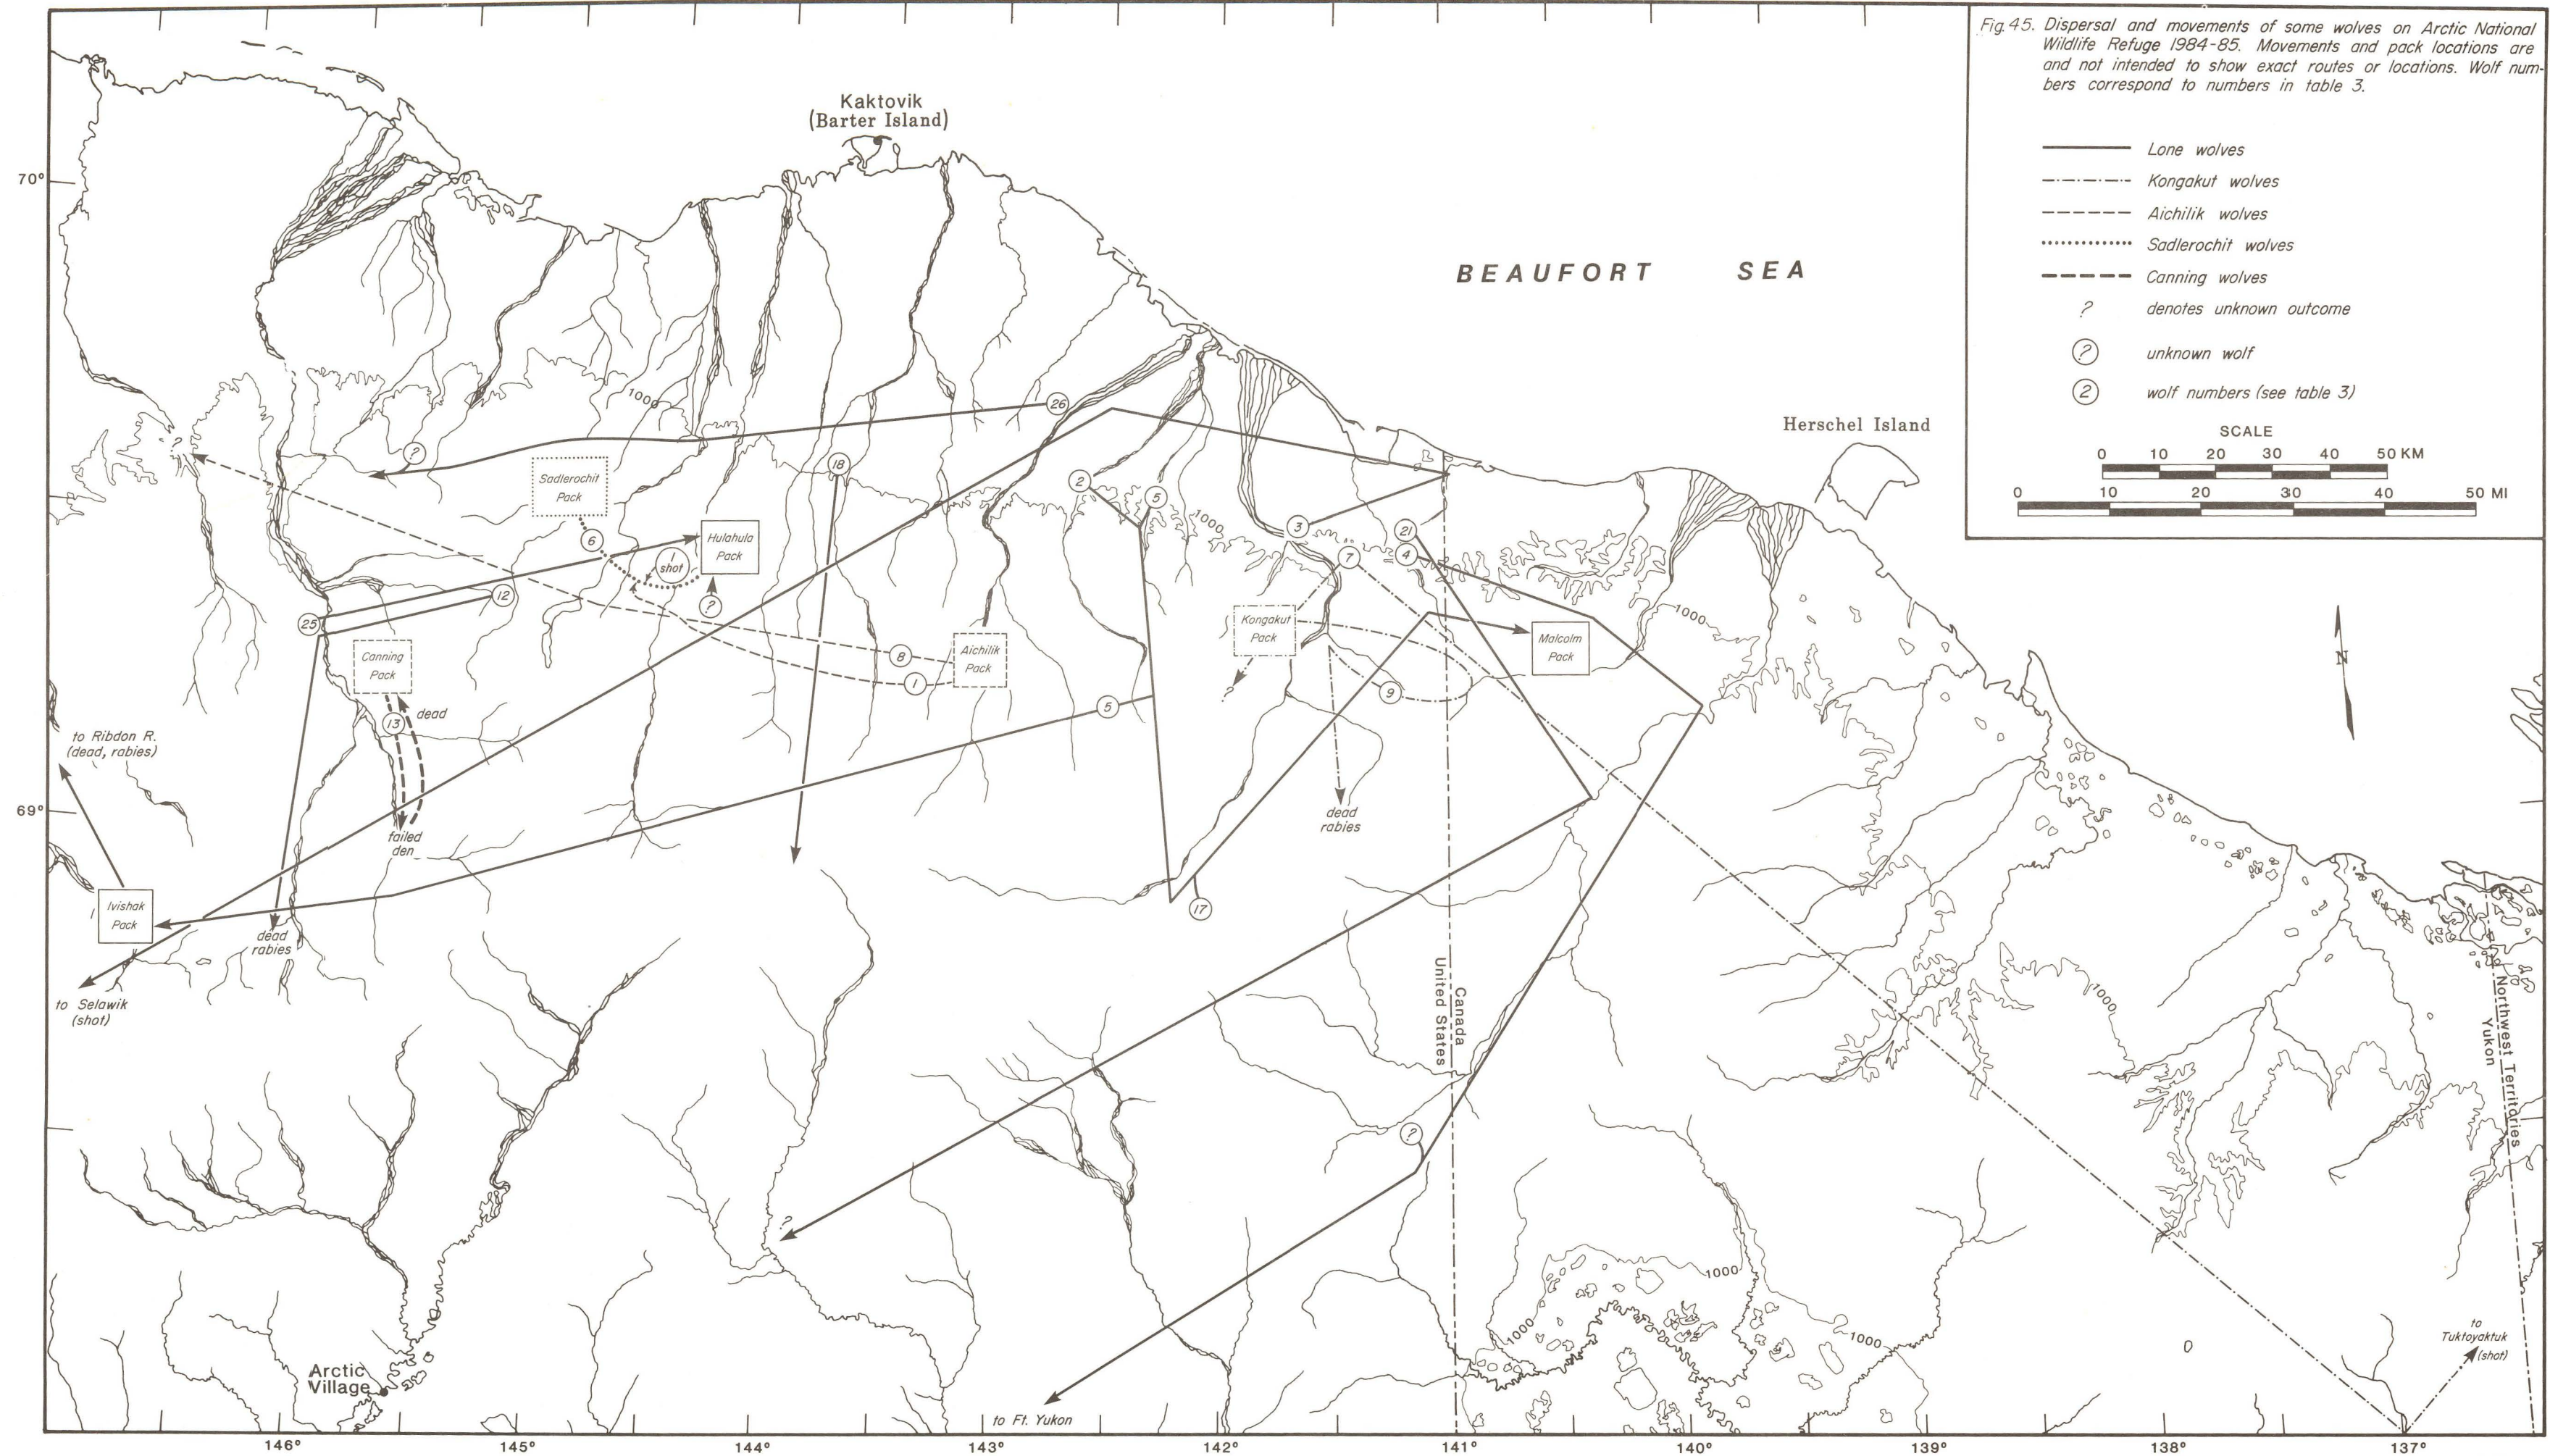 Fig. 45. Dispersal and movements of some wolves on Arctic National
Wildlife Refuge 1984-85. Movements and pack locations are
and not intended to show exact routes or locations. Wolf num-
bers correspond to numbers in table 3.
Lone wolves
Kongakut wolves
Aichilik wolves
Sadlerochit wolves
Canning wolves
? denotes unknown outcome
? unknown wolf
2 wolf numbers (see table 3)
SCALE
0 10 20 30 40 50 KM
0 10 20 30 40 50 MI
Kaktovik
(Barter Island)
70°
BEAUFORT SEA
Herschel Island
1000
26
?
?
18
Sadlerochit
Pack
2
5
1000
3
21
4
7
6
1
shot
Hulahula
Pack
?
12
25
1000
Kongakut
Pack
Malcolm
Pack
Canning
Pack
8
Aichilik
Pack
1
?
9
5
13
dead
N
to Ribdon R.
(dead, rabies)
69°
failed
den
dead
rabies
Ivishak
Pack
17
dead
rabies
to Selawik
(shot)
United States
Canada
1000
Northwest Territories
Yukon
?
?
1000
1000
1000
to
Tuktoyaktuk
(shot)
Arctic
Village
to Ft. Yukon
146° 145° 144° 143° 142° 141° 140° 139° 138° 137°